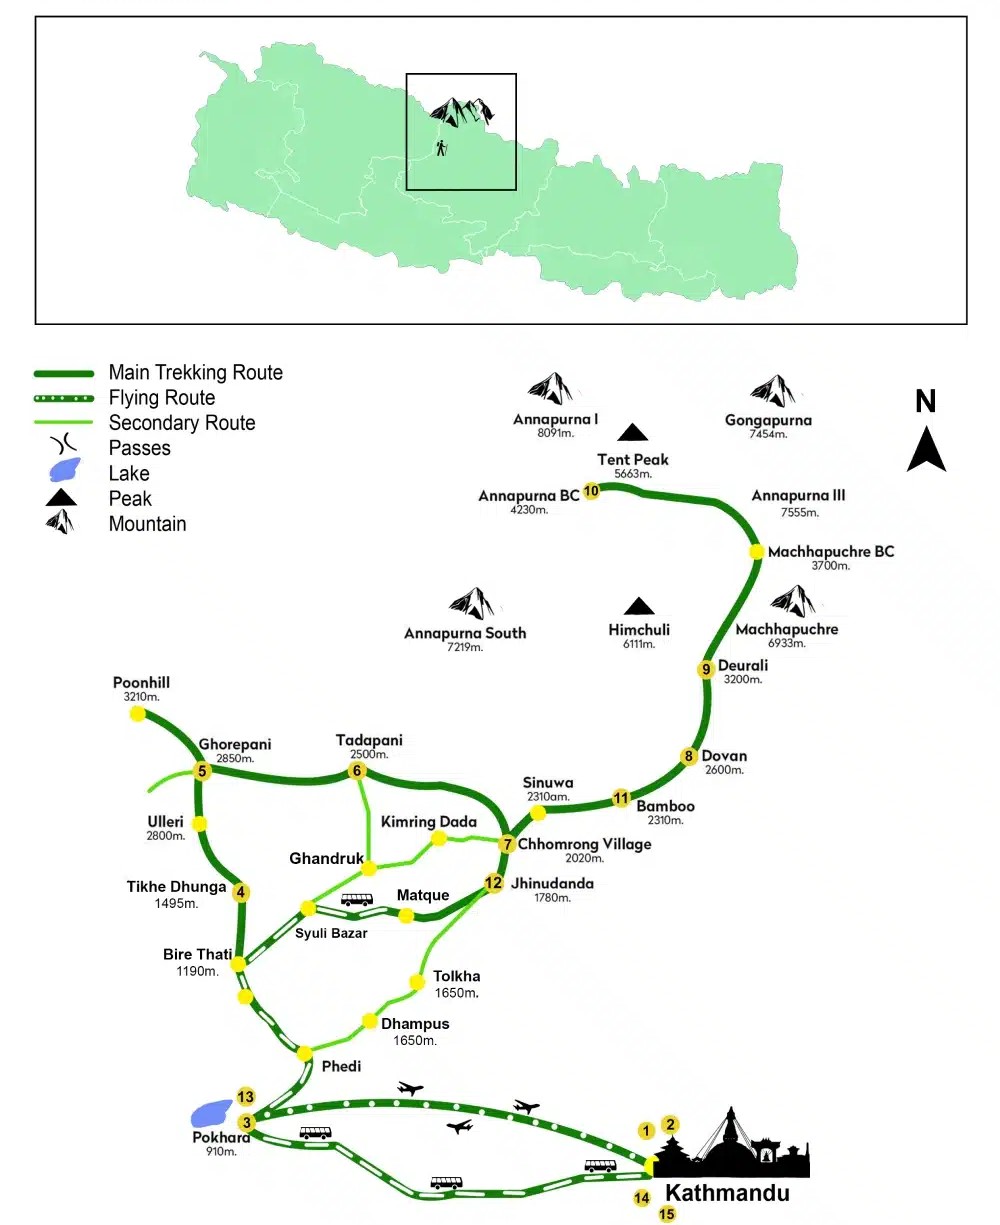 Main Trekking Route
Flying Route
Secondary Route
Passes
Lake
Peak
Mountain
N
Annapurna I
8091m.
Gongapurna
7454m.
Tent Peak
5663m.
Annapurna BC
4230m.
10
Annapurna III
7555m.
Machhapuchre BC
3700m.
Annapurna South
7219m.
Himchuli
6111m.
Machhapuchre
6933m.
9
Deurali
3200m.
Poonhill
3210m.
Ghorepani
2850m.
5
Tadapani
2500m.
6
8
Dovan
2600m.
Sinuwa
2310am.
11
Bamboo
2310m.
Ulleri
2800m.
Kimring Dada
7
Chhomrong Village
2020m.
Ghandruk
Tikhe Dhunga
1495m.
4
12
Jhinudanda
1780m.
Matque
Syuli Bazar
Bire Thati
1190m.
Tolkha
1650m.
Dhampus
1650m.
Phedi
13
3
Pokhara
910m.
1
2
Kathmandu
14
15